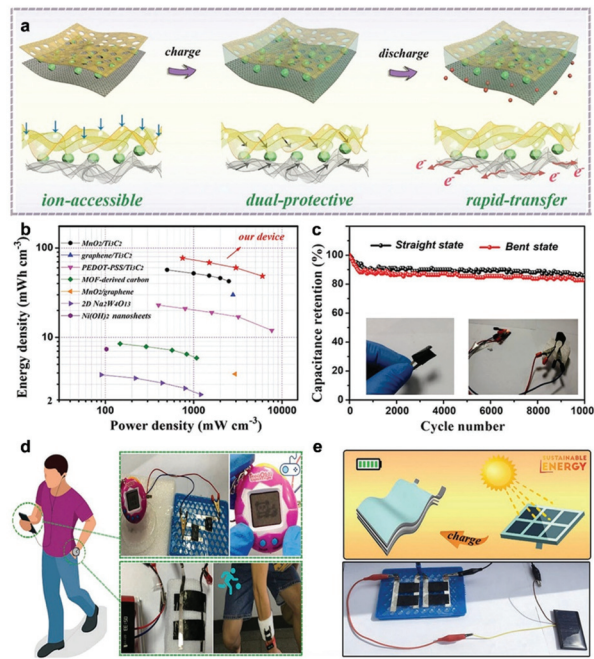 a
charge
discharge
e⁻
e⁻
e⁻
e⁻
e⁻
ion-accessible
dual-protective
rapid-transfer
b
Energy density (mWh cm⁻³)
100
10
2
100
1000
10000
Power density (mW cm⁻³)
MnO₂/Ti₃C₂
graphene/Ti₃C₂
PEDOT-PSS/Ti₃C₂
MOF-derived carbon
MnO₂/graphene
2D Na₂W₄O₁₃
Ni(OH)₂ nanosheets
our device
c
Capacitance retention (%)
100
80
60
40
20
0
0
2000
4000
6000
8000
10000
Cycle number
Straight state
Bent state
d
e
SUSTAINABLE
ENERGY
charge